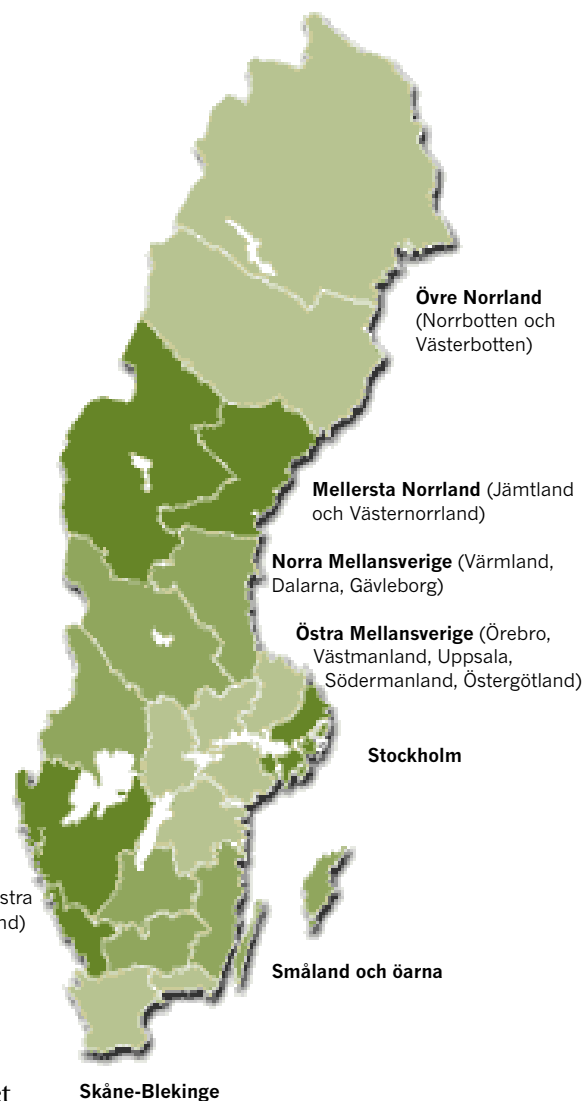 Övre Norrland
(Norrbotten och
Västerbotten)
Mellersta Norrland (Jämtland
och Västernorrland)
Norra Mellansverige (Värmland,
Dalarna, Gävleborg)
Östra Mellansverige (Örebro,
Västmanland, Uppsala,
Södermanland, Östergötland)
Stockholm
Småland och öarna
Skåne-Blekinge